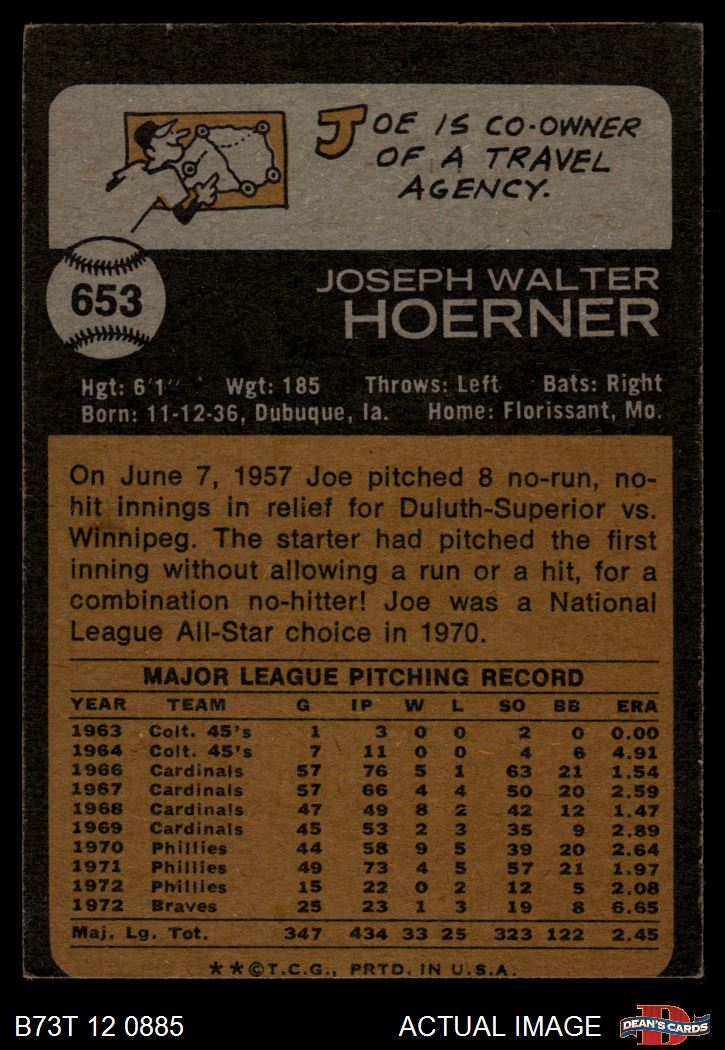 JOE IS CO-OWNER
OF A TRAVEL
AGENCY.
653
JOSEPH WALTER
HOERNER
Hgt: 6'1" Wgt: 185 Throws: Left Bats: Right
Born: 11-12-36, Dubuque, Ia. Home: Florissant, Mo.
On June 7, 1957 Joe pitched 8 no-run, no-
hit innings in relief for Duluth-Superior vs.
Winnipeg. The starter had pitched the first
inning without allowing a run or a hit, for a
combination no-hitter! Joe was a National
League All-Star choice in 1970.
MAJOR LEAGUE PITCHING RECORD
YEAR TEAM G IP W L SO BB ERA
1963 Colt. 45's 1 3 0 0 2 0 0.00
1964 Colt. 45's 7 11 0 0 4 6 4.91
1966 Cardinals 57 76 5 1 63 21 1.54
1967 Cardinals 57 66 4 4 50 20 2.59
1968 Cardinals 47 49 8 2 42 12 1.47
1969 Cardinals 45 53 2 3 35 9 2.89
1970 Phillies 44 58 9 5 39 20 2.64
1971 Phillies 49 73 4 5 57 21 1.97
1972 Phillies 15 22 0 2 12 5 2.08
1972 Braves 25 23 1 3 19 8 6.65
Maj. Lg. Tot. 347 434 33 25 323 122 2.45
**©T.C.G., PRTD. IN U.S.A.
B73T 12 0885 ACTUAL IMAGE
D
DEAN'S CARDS